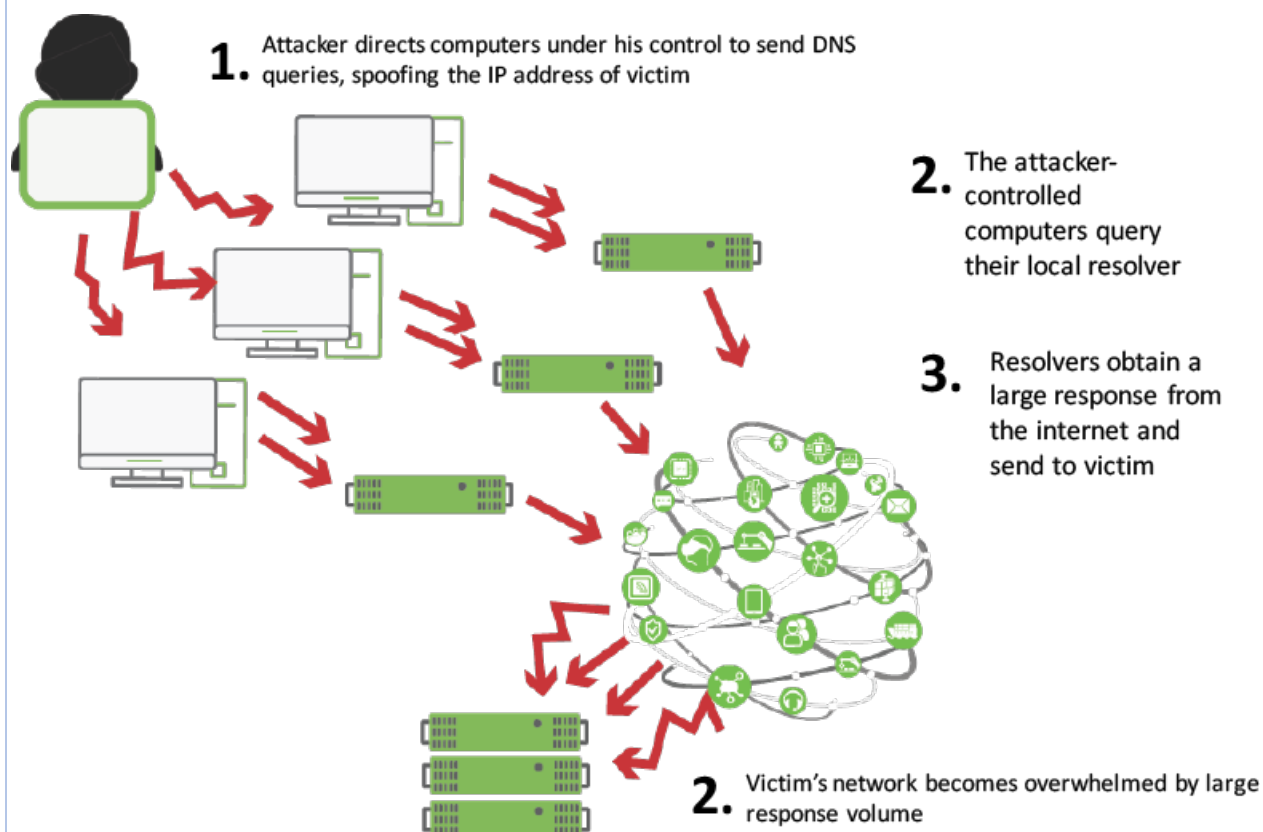 1. Attacker directs computers under his control to send DNS
queries, spoofing the IP address of victim
2. The attacker-
controlled
computers query
their local resolver
3. Resolvers obtain a
large response from
the internet and
send to victim
2. Victim's network becomes overwhelmed by large
response volume